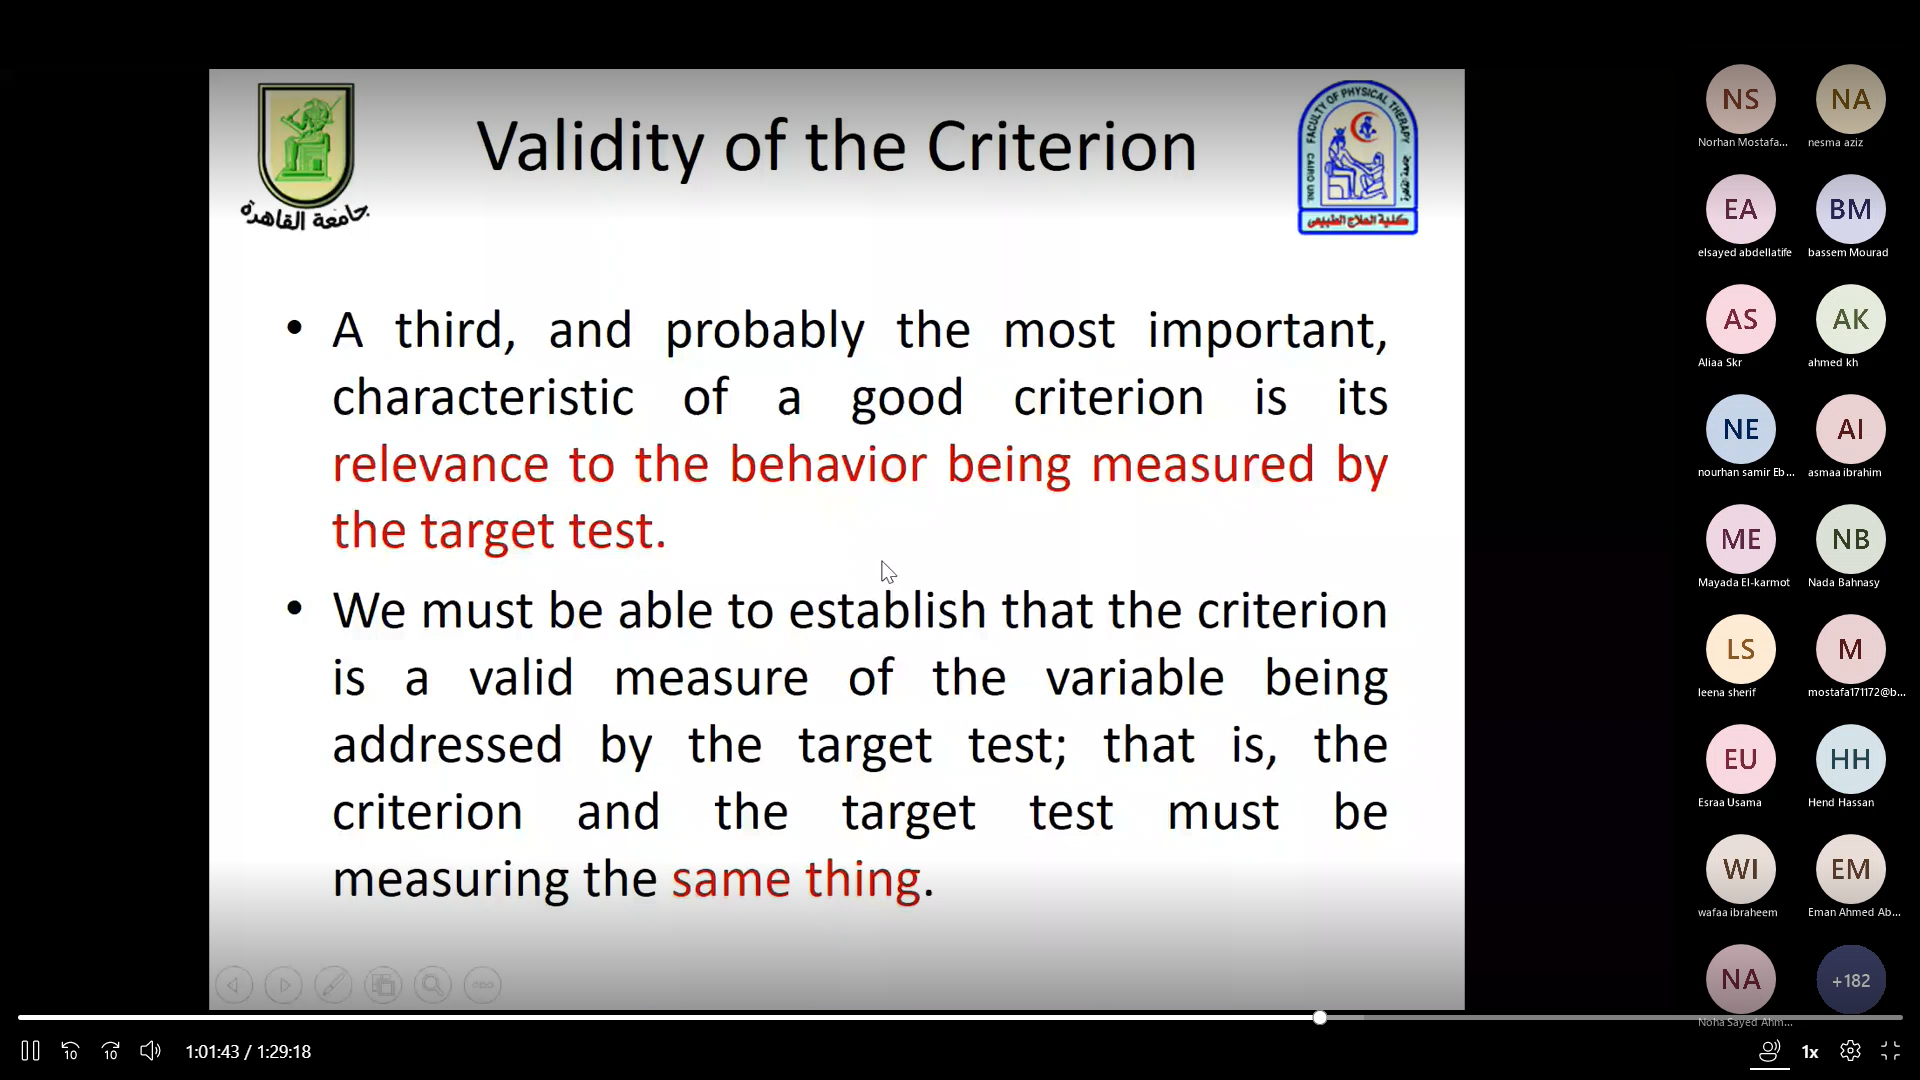 Validity of the Criterion
جامعة القاهرة
FACULTY OF PHYSICAL THERAPY
CAIRO UNI.
كلية العلاج الطبيعى
• A third, and probably the most important,
characteristic of a good criterion is its
relevance to the behavior being measured by
the target test.
• We must be able to establish that the criterion
is a valid measure of the variable being
addressed by the target test; that is, the
criterion and the target test must be
measuring the same thing.
NS
NA
Norhan Mostafa...
nesma aziz
EA
BM
elsayed abdellatife
bassem Mourad
AS
AK
Aliaa Skr
ahmed kh
NE
AI
nourhan samir Eb...
asmaa ibrahim
ME
NB
Mayada El-karmot
Nada Bahnasy
LS
M
leena sherif
mostafa171172@b...
EU
HH
Esraa Usama
Hend Hassan
WI
EM
wafaa ibraheem
Eman Ahmed Ab...
NA
+182
Noha Sayed Ahm...
10
10
1:01:43 / 1:29:18
1x